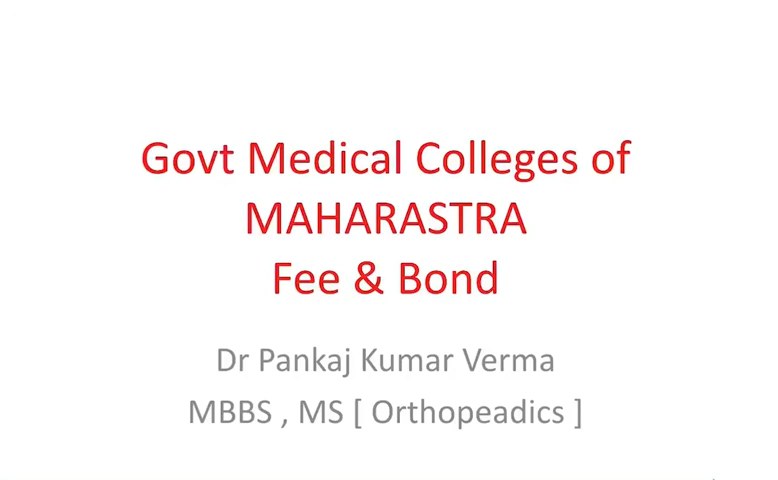 Govt Medical Colleges of
MAHARASTRA
Fee & Bond
Dr Pankaj Kumar Verma
MBBS , MS [ Orthopeadics ]